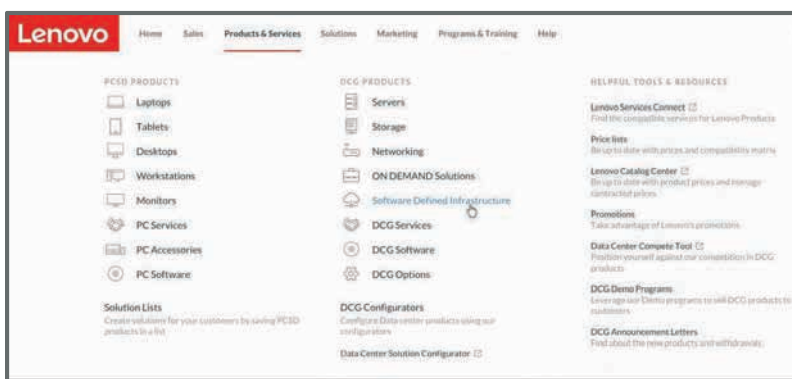 Lenovo
Home Sales Products & Services Solutions Marketing Programs & Training Help
PCSD PRODUCTS
Laptops
Tablets
Desktops
Workstations
Monitors
PC Services
PC Accessories
PC Software
Solution Lists
Create solutions for your customers by saving PCSD
products in a list
DCG PRODUCTS
Servers
Storage
Networking
ON DEMAND Solutions
Software Defined Infrastructure
DCG Services
DCG Software
DCG Options
DCG Configurators
Configure Data center products using our
configurators
Data Center Solution Configurator
HELPFUL TOOLS & RESOURCES
Lenovo Services Connect
Find the compatible services for Lenovo Products
Price lists
Be up to date with prices and compatibility matrix
Lenovo Catalog Center
Be up to date with product prices and manage
contracted prices
Promotions
Take advantage of Lenovo's promotions
Data Center Compete Tool
Position yourself against our competition in DCG
products
DCG Demo Programs
Leverage our Demo programs to sell DCG products to
customers
DCG Announcement Letters
Find about the new products and withdrawals